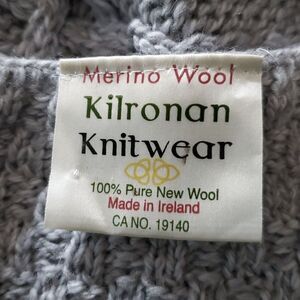 Merino Wool
Kilronan
Knitwear
100% Pure New Wool
Made in Ireland
CA NO. 19140